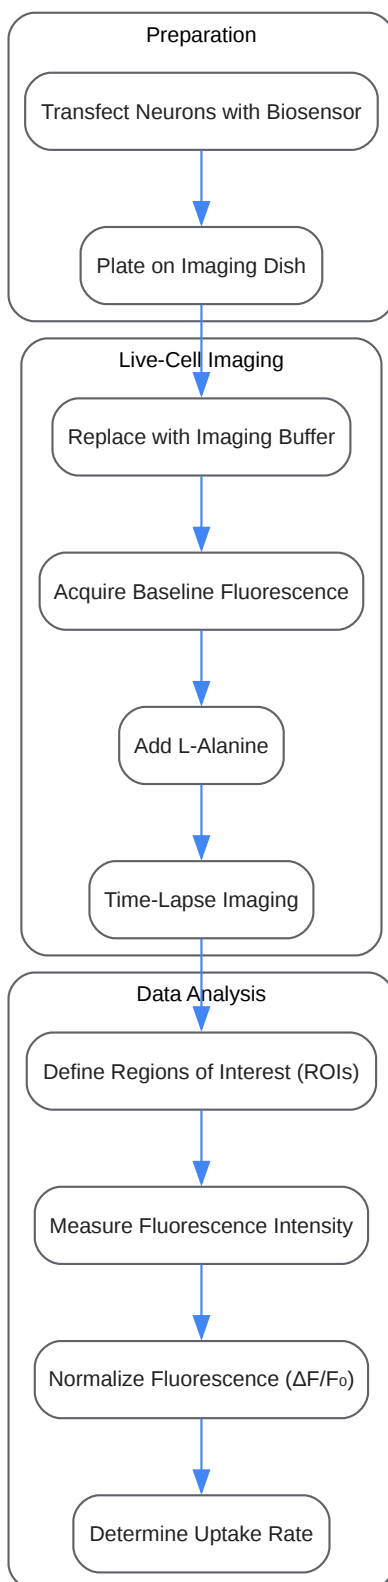 Preparation
Transfect Neurons with Biosensor
Plate on Imaging Dish
Live-Cell Imaging
Replace with Imaging Buffer
Acquire Baseline Fluorescence
Add L-Alanine
Time-Lapse Imaging
Data Analysis
Define Regions of Interest (ROIs)
Measure Fluorescence Intensity
Normalize Fluorescence (ΔF/F₀)
Determine Uptake Rate